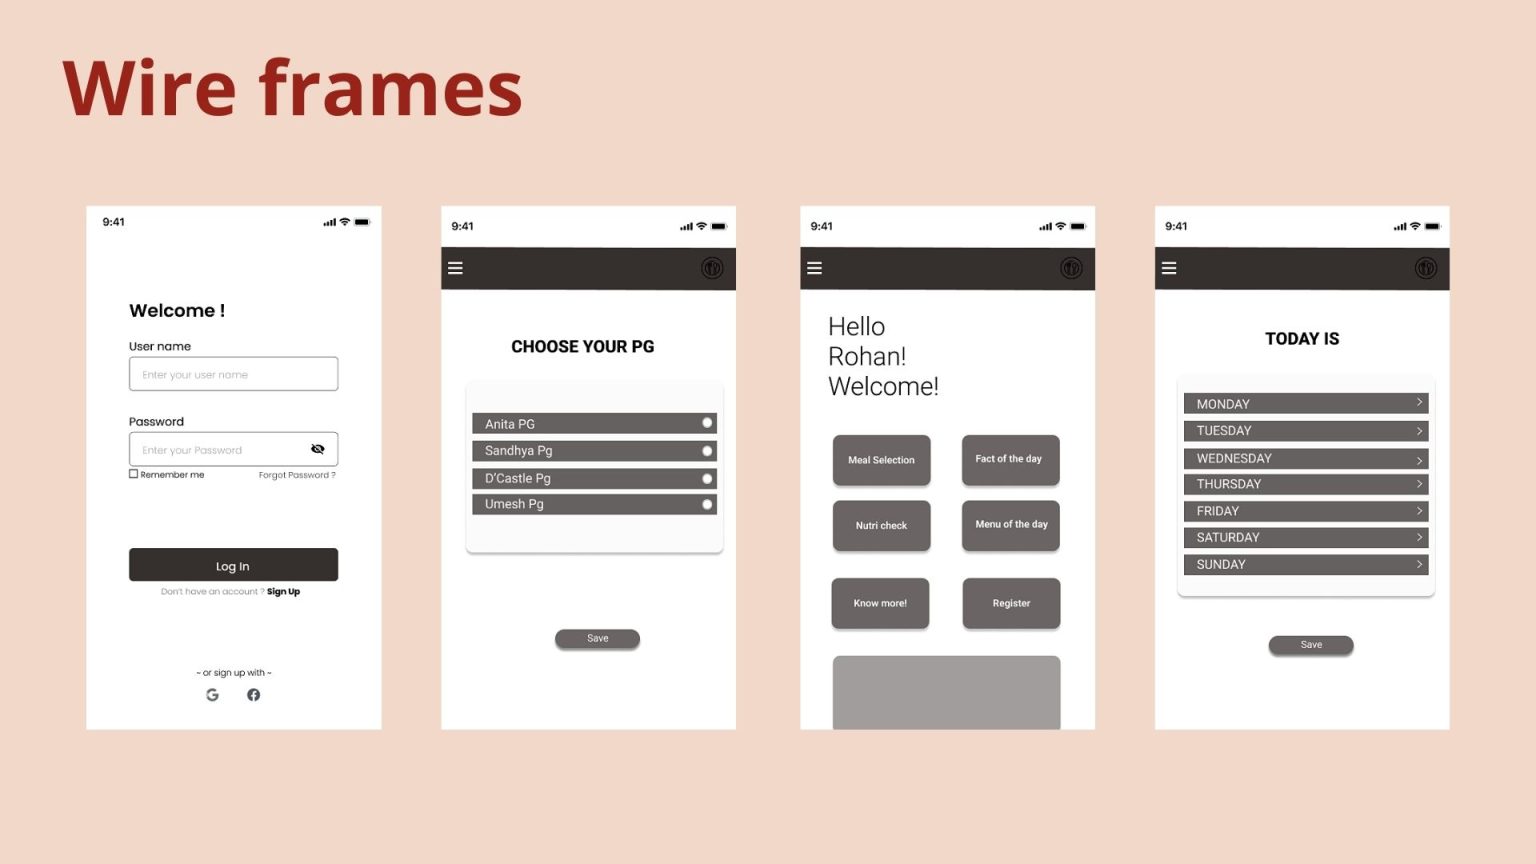 Wire frames
9:41
Welcome !
User name
Enter your user name
Password
Enter your Password
Remember me
Forgot Password ?
Log In
Don't have an account ? Sign Up
~ or sign up with ~
9:41
CHOOSE YOUR PG
Anita PG
Sandhya Pg
D'Castle Pg
Umesh Pg
Save
9:41
Hello
Rohan!
Welcome!
Meal Selection
Fact of the day
Nutri check
Menu of the day
Know more!
Register
9:41
TODAY IS
MONDAY
TUESDAY
WEDNESDAY
THURSDAY
FRIDAY
SATURDAY
SUNDAY
Save